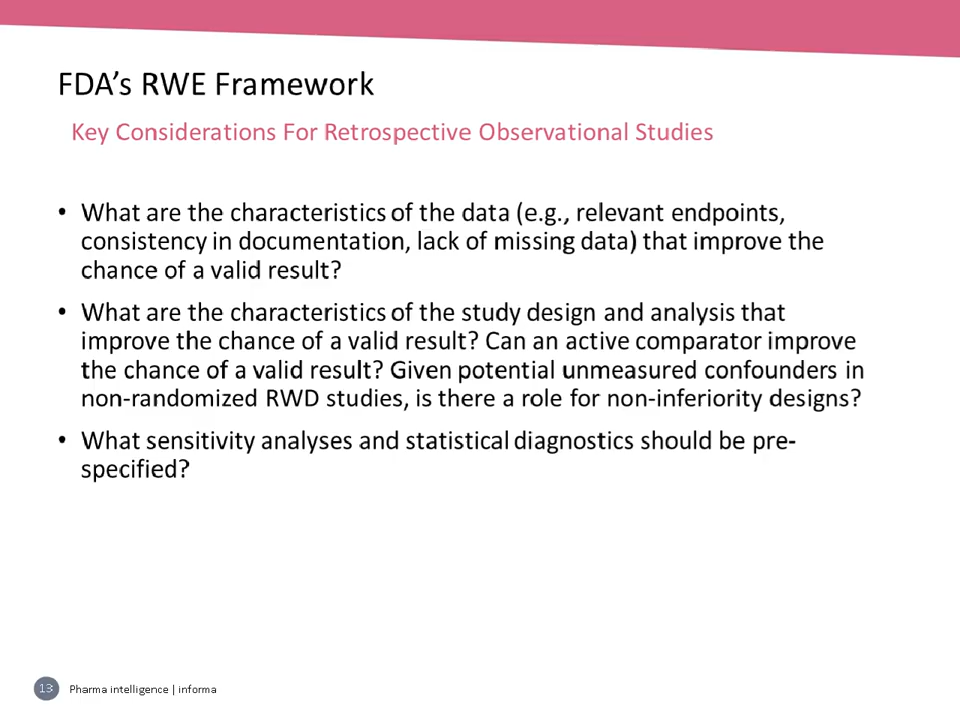 FDA’s RWE Framework
Key Considerations For Retrospective Observational Studies
• What are the characteristics of the data (e.g., relevant endpoints,
consistency in documentation, lack of missing data) that improve the
chance of a valid result?
• What are the characteristics of the study design and analysis that
improve the chance of a valid result? Can an active comparator improve
the chance of a valid result? Given potential unmeasured confounders in
non-randomized RWD studies, is there a role for non-inferiority designs?
• What sensitivity analyses and statistical diagnostics should be pre-
specified?
13 Pharma intelligence | informa